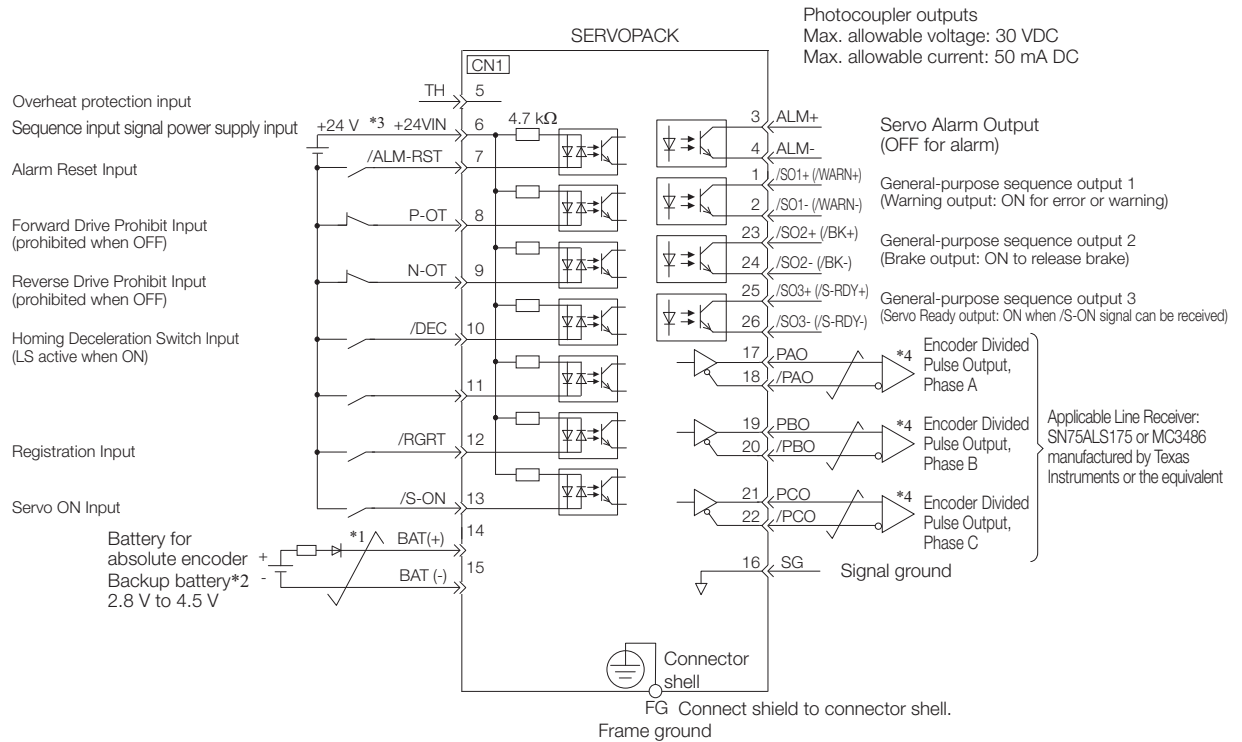 Photocoupler outputs
Max. allowable voltage: 30 VDC
Max. allowable current: 50 mA DC
SERVOPACK
CN1
Overheat protection input
TH
5
Sequence input signal power supply input
+24 V
*3
+24VIN
6
4.7 kΩ
Alarm Reset Input
/ALM-RST
7
Forward Drive Prohibit Input
(prohibited when OFF)
P-OT
8
Reverse Drive Prohibit Input
(prohibited when OFF)
N-OT
9
Homing Deceleration Switch Input
(LS active when ON)
/DEC
10
11
Registration Input
/RGRT
12
Servo ON Input
/S-ON
13
Battery for
absolute encoder
Backup battery*2
2.8 V to 4.5 V
+
-
*1
BAT(+)
14
BAT (-)
15
3
ALM+
4
ALM-
Servo Alarm Output
(OFF for alarm)
1
/SO1+ (/WARN+)
2
/SO1- (/WARN-)
General-purpose sequence output 1
(Warning output: ON for error or warning)
23
/SO2+ (/BK+)
24
/SO2- (/BK-)
General-purpose sequence output 2
(Brake output: ON to release brake)
25
/SO3+ (/S-RDY+)
26
/SO3- (/S-RDY-)
General-purpose sequence output 3
(Servo Ready output: ON when /S-ON signal can be received)
17
PAO
18
/PAO
*4
Encoder Divided
Pulse Output,
Phase A
19
PBO
20
/PBO
*4
Encoder Divided
Pulse Output,
Phase B
21
PCO
22
/PCO
*4
Encoder Divided
Pulse Output,
Phase C
Applicable Line Receiver:
SN75ALS175 or MC3486
manufactured by Texas
Instruments or the equivalent
16
SG
Signal ground
Connector
shell
FG
Connect shield to connector shell.
Frame ground